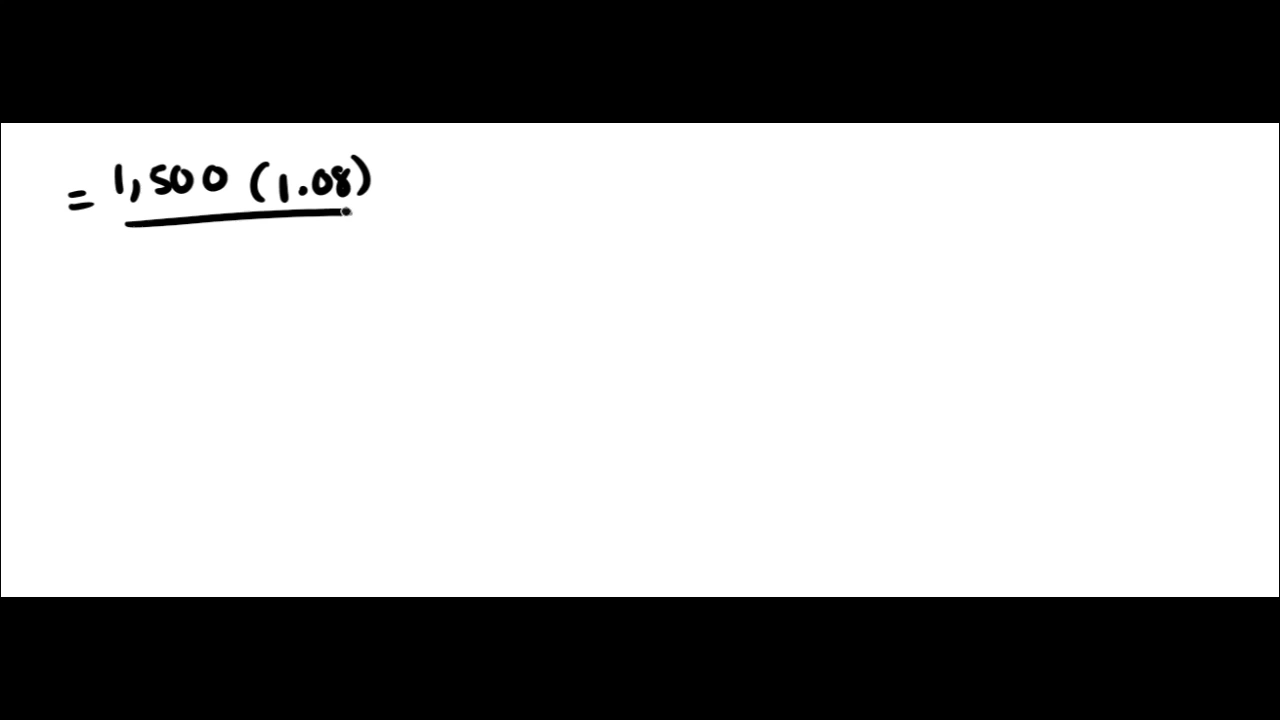 = 1,500 (1.08)